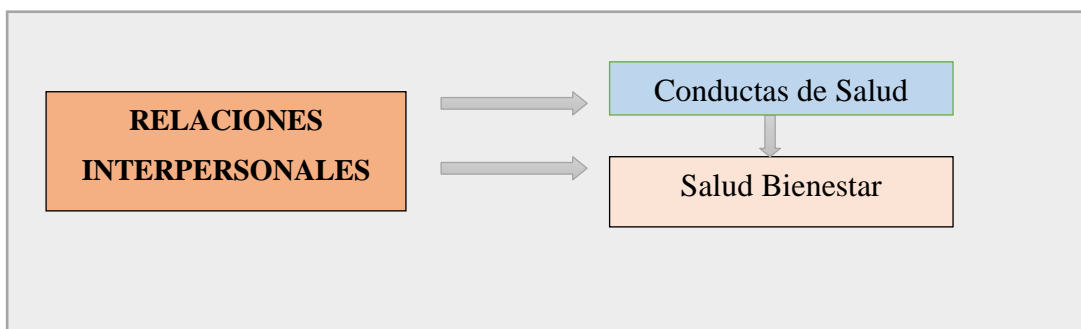 RELACIONES
INTERPERSONALES
Conductas de Salud
Salud Bienestar